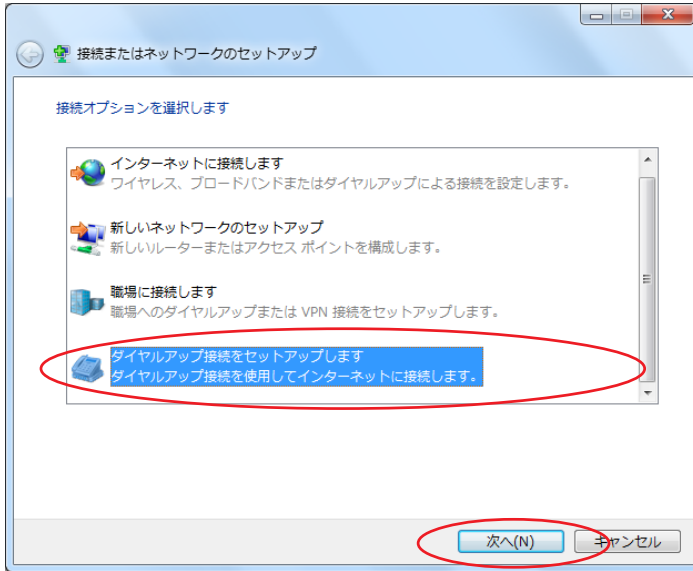 接続またはネットワークのセットアップ
接続オプションを選択します
インターネットに接続します
ワイヤレス、ブロードバンドまたはダイヤルアップによる接続を設定します。
新しいネットワークのセットアップ
新しいルーターまたはアクセス ポイントを構成します。
職場に接続します
職場へのダイヤルアップまたは VPN 接続をセットアップします。
ダイヤルアップ接続をセットアップします
ダイヤルアップ接続を使用してインターネットに接続します。
次へ(N)
キャンセル